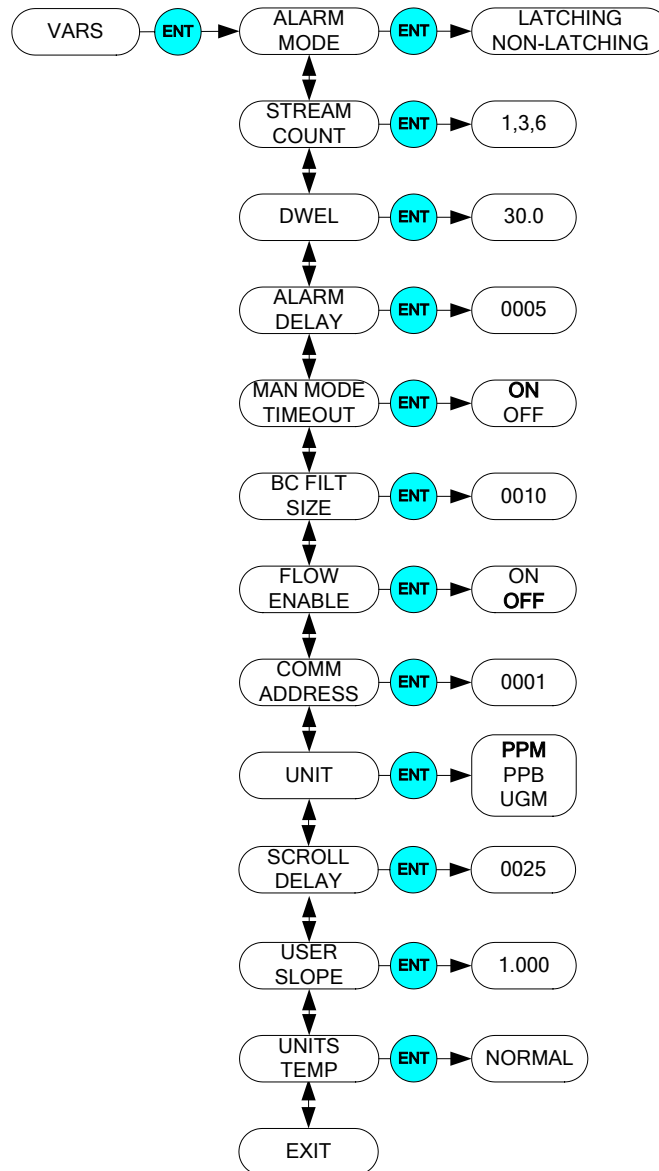 VARS
ENT
ALARM
MODE
ENT
LATCHING
NON-LATCHING
STREAM
COUNT
ENT
1,3,6
DWEL
ENT
30.0
ALARM
DELAY
ENT
0005
MAN MODE
TIMEOUT
ENT
ON
OFF
BC FILT
SIZE
ENT
0010
FLOW
ENABLE
ENT
ON
OFF
COMM
ADDRESS
ENT
0001
UNIT
ENT
PPM
PPB
UGM
SCROLL
DELAY
ENT
0025
USER
SLOPE
ENT
1.000
UNITS
TEMP
ENT
NORMAL
EXIT